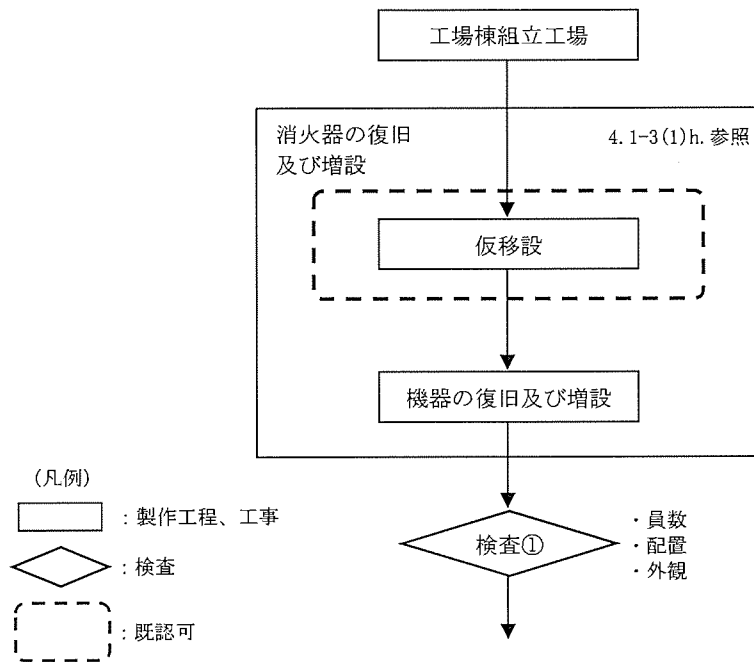 工場棟組立工場
消火器の復旧
及び増設
4.1-3(1)h.参照
仮移設
機器の復旧及び増設
検査①
・員数
・配置
・外観
(凡例)
：製作工程、工事
：検査
：既認可